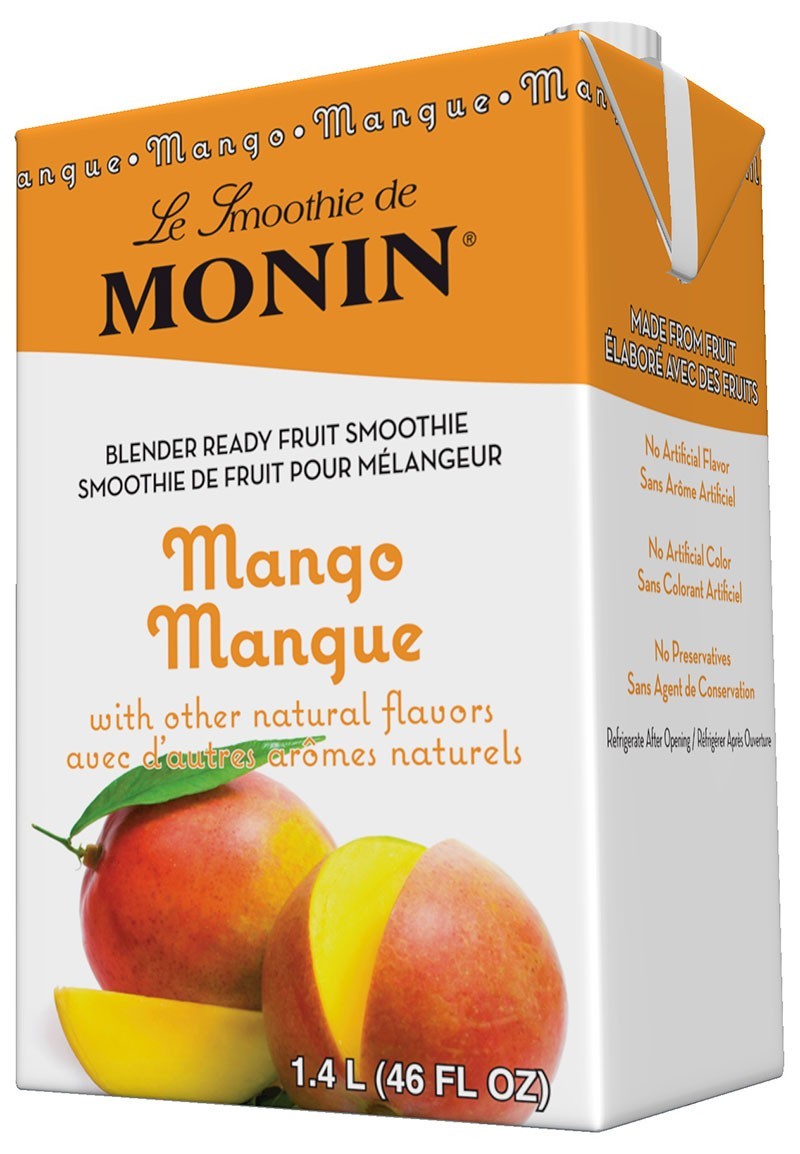 angue • Mango • Mangue • Man
Le Smoothie de
MONIN®
BLENDER READY FRUIT SMOOTHIE
SMOOTHIE DE FRUIT POUR MÉLANGEUR
Mango
Mangue
with other natural flavors
avec d'autres arômes naturels
1.4 L (46 FL OZ)
MADE FROM FRUIT
ÉLABORÉ AVEC DES FRUITS
No Artificial Flavor
Sans Arôme Artificiel
No Artificial Color
Sans Colorant Artificiel
No Preservatives
Sans Agent de Conservation
Refrigerate After Opening / Réfrigérer Après Ouverture